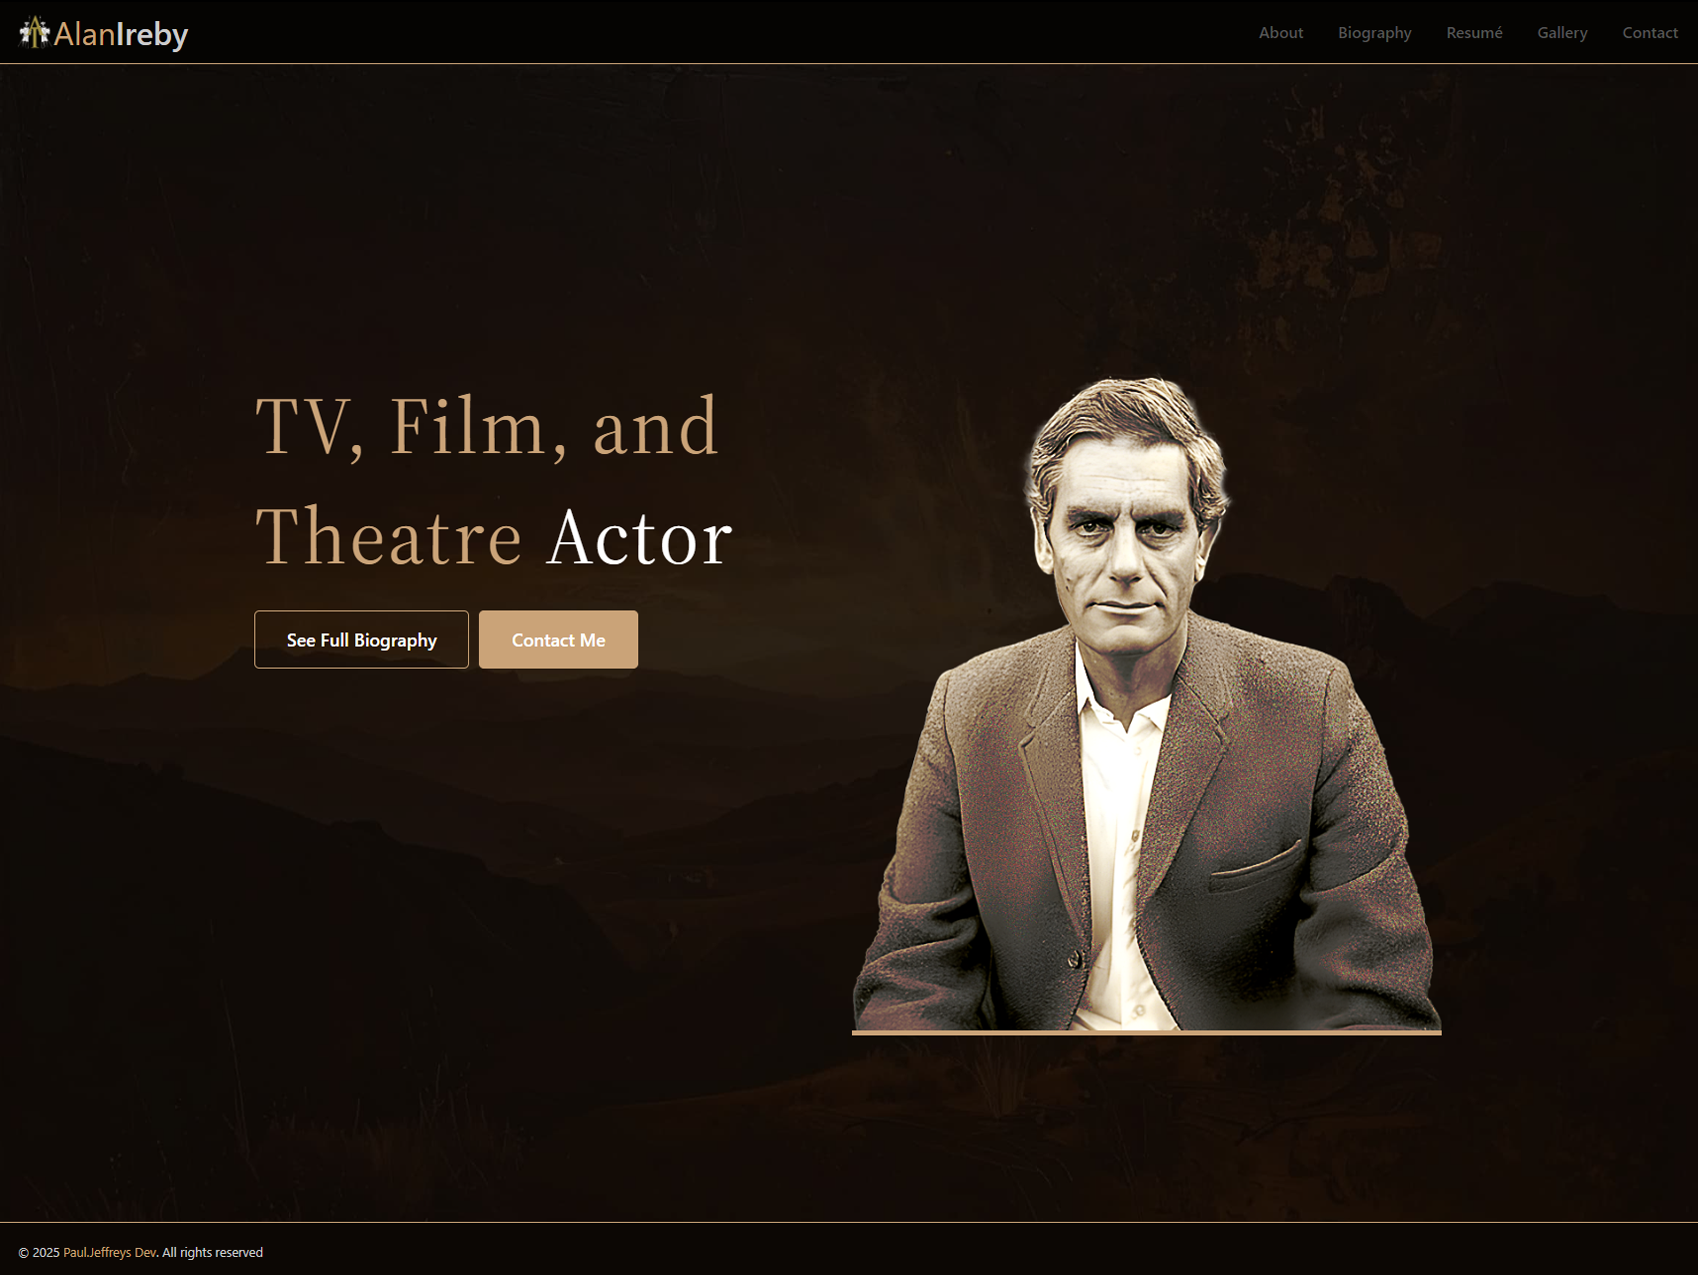 AlanIreby
About
Biography
Resumé
Gallery
Contact
TV, Film, and
Theatre Actor
See Full Biography
Contact Me
© 2025 Paul.Jeffreys Dev. All rights reserved